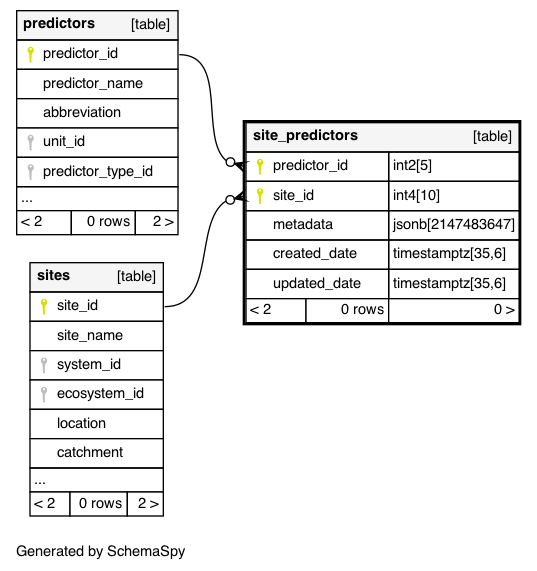 predictors [table]
predictor_id
predictor_name
abbreviation
unit_id
predictor_type_id
...
< 2 0 rows 2 >
site_predictors [table]
predictor_id int2[5]
site_id int4[10]
metadata jsonb[2147483647]
created_date timestamptz[35,6]
updated_date timestamptz[35,6]
< 2 0 rows 0 >
sites [table]
site_id
site_name
system_id
ecosystem_id
location
catchment
...
< 2 0 rows 2 >
Generated by SchemaSpy